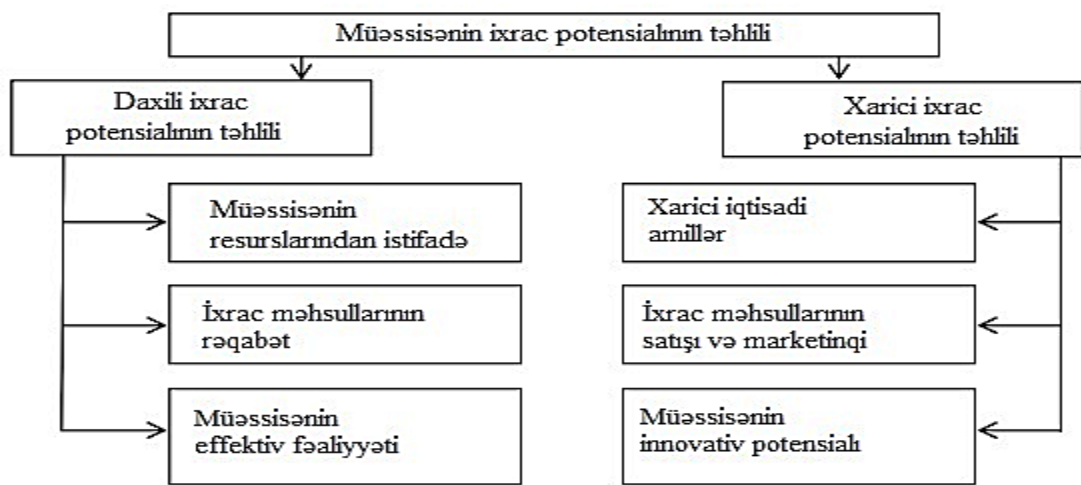 Müəssisənin ixrac potensialının təhlili
Daxili ixrac
potensialının təhlili
Xarici ixrac
potensialının təhlili
Müəssisənin
resurslarından istifadə
Xarici iqtisadi
amillər
İxrac məhsullarının
rəqabət
İxrac məhsullarının
satışı və marketinqi
Müəssisənin
effektiv fəaliyyəti
Müəssisənin
innovativ potensialı